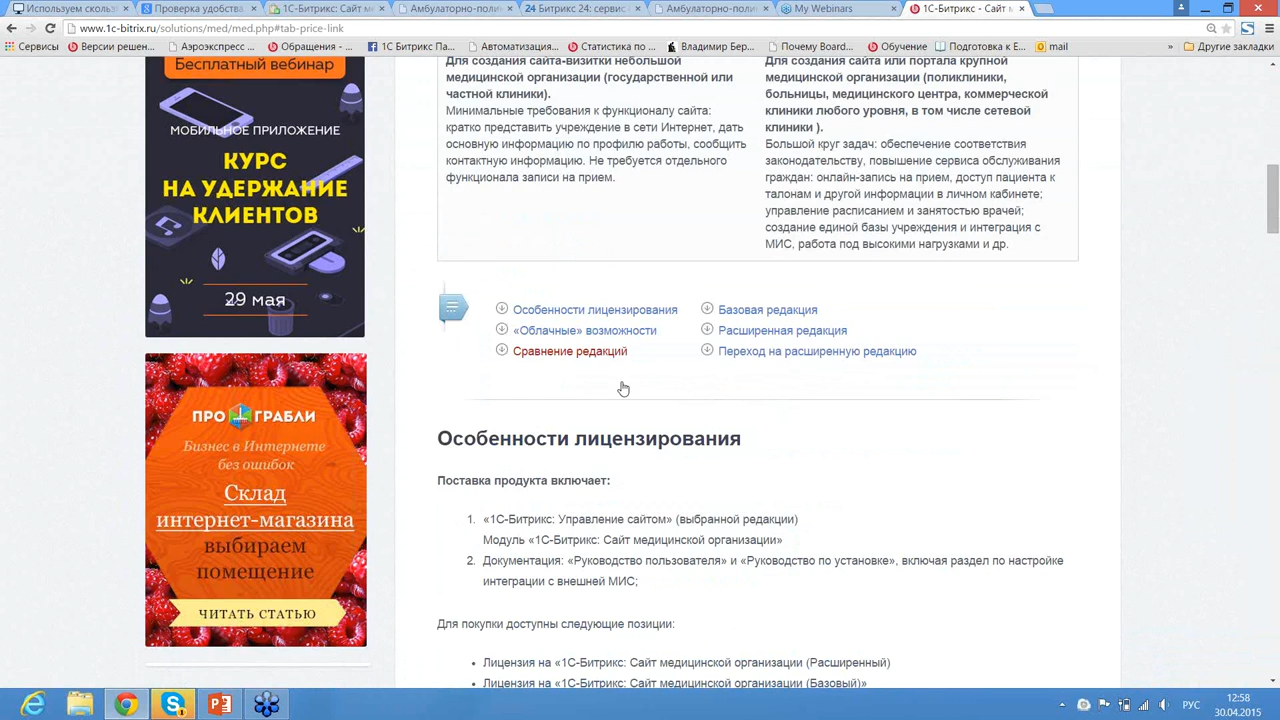 Используем сколь
Проверка удобства
1С-Битрикс: Сайт м
Амбулаторно-поли
Битрикс 24: сервис
Амбулаторно-поли
My Webinars
1С-Битрикс - Сайт м
www.1c-bitrix.ru/solutions/med/med.php#tab-price-link
Сервисы
Версии решен...
Аэроэкспресс ...
Обращения - ...
1С Битрикс Па...
Автоматизация...
Статистика по ...
Владимир Бер...
Почему Board...
Обучение
Подготовка к Е...
mail
»
Другие закладки
Бесплатный вебинар
МОБИЛЬНОЕ ПРИЛОЖЕНИЕ
КУРС
НА УДЕРЖАНИЕ
КЛИЕНТОВ
29 мая
ПРО ГРАБЛИ
Бизнес в Интернете
без ошибок
Склад
интернет-магазина
выбираем
помещение
ЧИТАТЬ СТАТЬЮ
Для создания сайта-визитки небольшой
медицинской организации (государственной или
частной клиники).
Минимальные требования к функционалу сайта:
кратко представить учреждение в сети Интернет, дать
основную информацию по профилю работы, сообщить
контактную информацию. Не требуется отдельного
функционала записи на прием.
Для создания сайта или портала крупной
медицинской организации (поликлиники,
больницы, медицинского центра, коммерческой
клиники любого уровня, в том числе сетевой
клиники ).
Большой круг задач: обеспечение соответствия
законодательству, повышение сервиса обслуживания
граждан: онлайн-запись на прием, доступ пациента к
талонам и другой информации в личном кабинете;
управление расписанием и занятостью врачей;
создание единой базы учреждения и интеграция с
МИС, работа под высокими нагрузками и др.
Особенности лицензирования
«Облачные» возможности
Сравнение редакций
Базовая редакция
Расширенная редакция
Переход на расширенную редакцию
Особенности лицензирования
Поставка продукта включает:
1. «1С-Битрикс: Управление сайтом» (выбранной редакции)
Модуль «1С-Битрикс: Сайт медицинской организации»
2. Документация: «Руководство пользователя» и «Руководство по установке», включая раздел по настройке
интеграции с внешней МИС;
Для покупки доступны следующие позиции:
• Лицензия на «1С-Битрикс: Сайт медицинской организации (Расширенный)
• Лицензия на «1С-Битрикс: Сайт медицинской организации (Базовый)»
РУС
12:58
30.04.2015